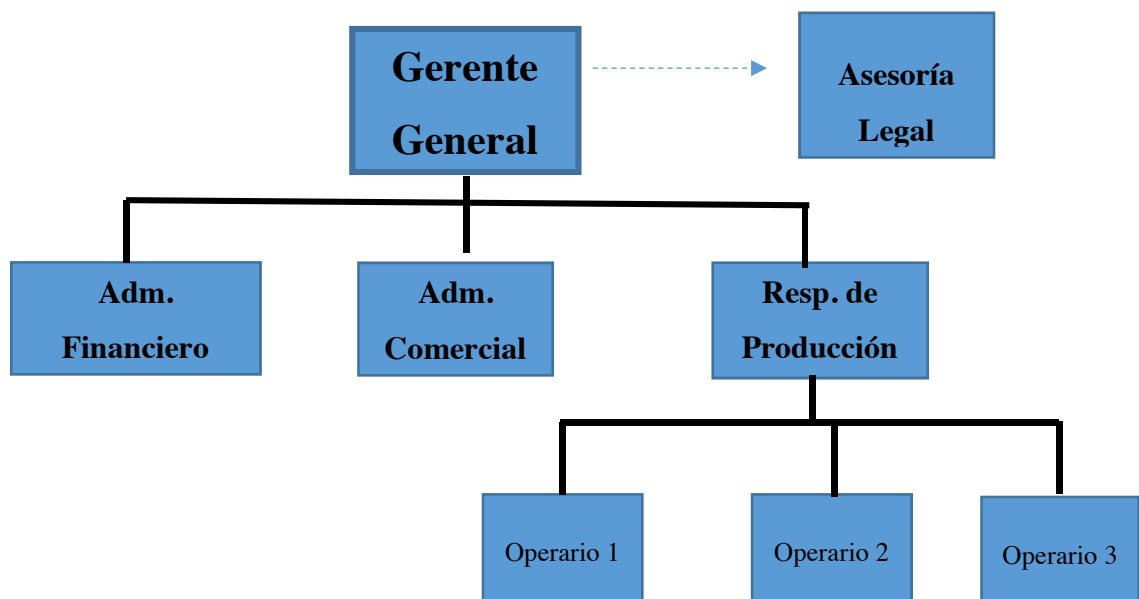 Gerente
General
Asesoría
Legal
Adm.
Financiero
Adm.
Comercial
Resp. de
Producción
Operario 1
Operario 2
Operario 3